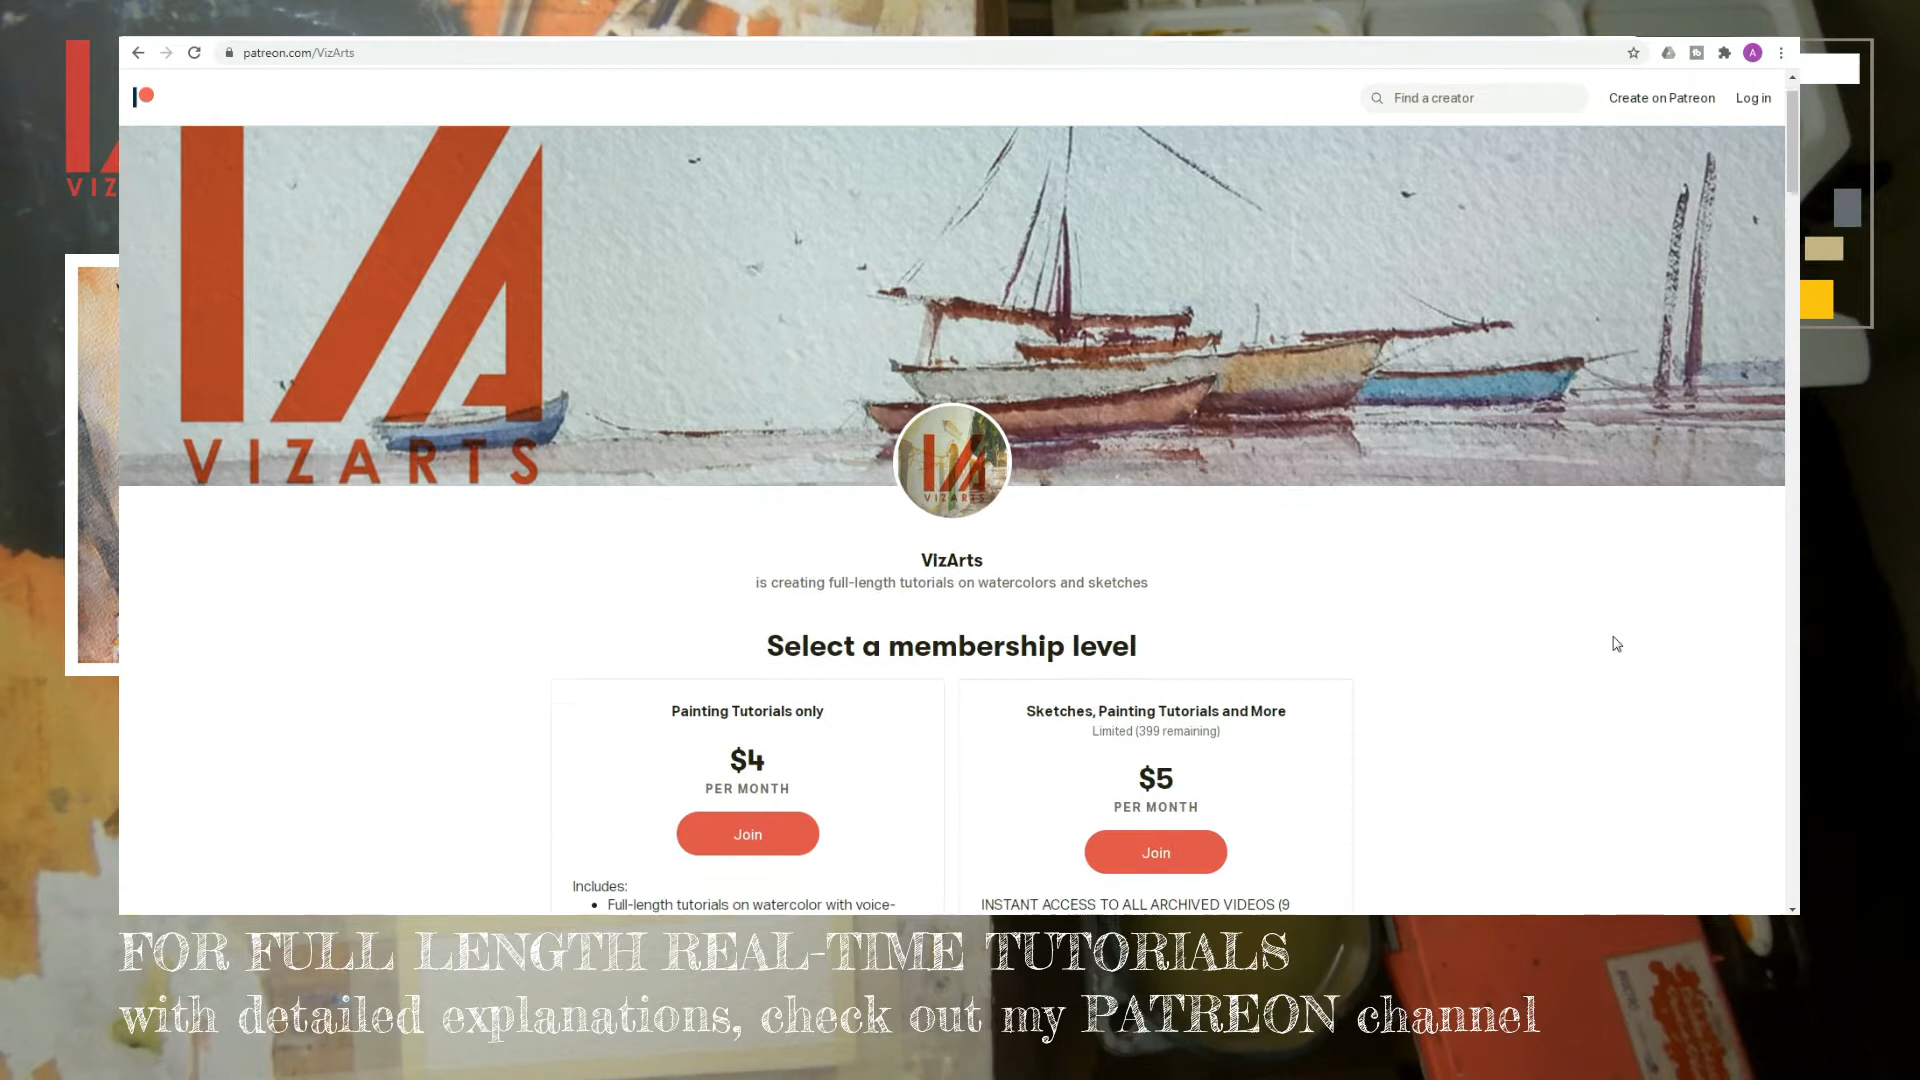 patreon.com/VizArts
A
Find a creator
Create on Patreon
Log in
VIZ
VIZARTS
VIZARTS
VizArts
is creating full-length tutorials on watercolors and sketches
Select a membership level
Painting Tutorials only
$4
PER MONTH
Join
Includes:
• Full-length tutorials on watercolor with voice-
Sketches, Painting Tutorials and More
Limited (399 remaining)
$5
PER MONTH
Join
INSTANT ACCESS TO ALL ARCHIVED VIDEOS (9
FOR FULL LENGTH REAL-TIME TUTORIALS
with detailed explanations, check out my PATREON channel